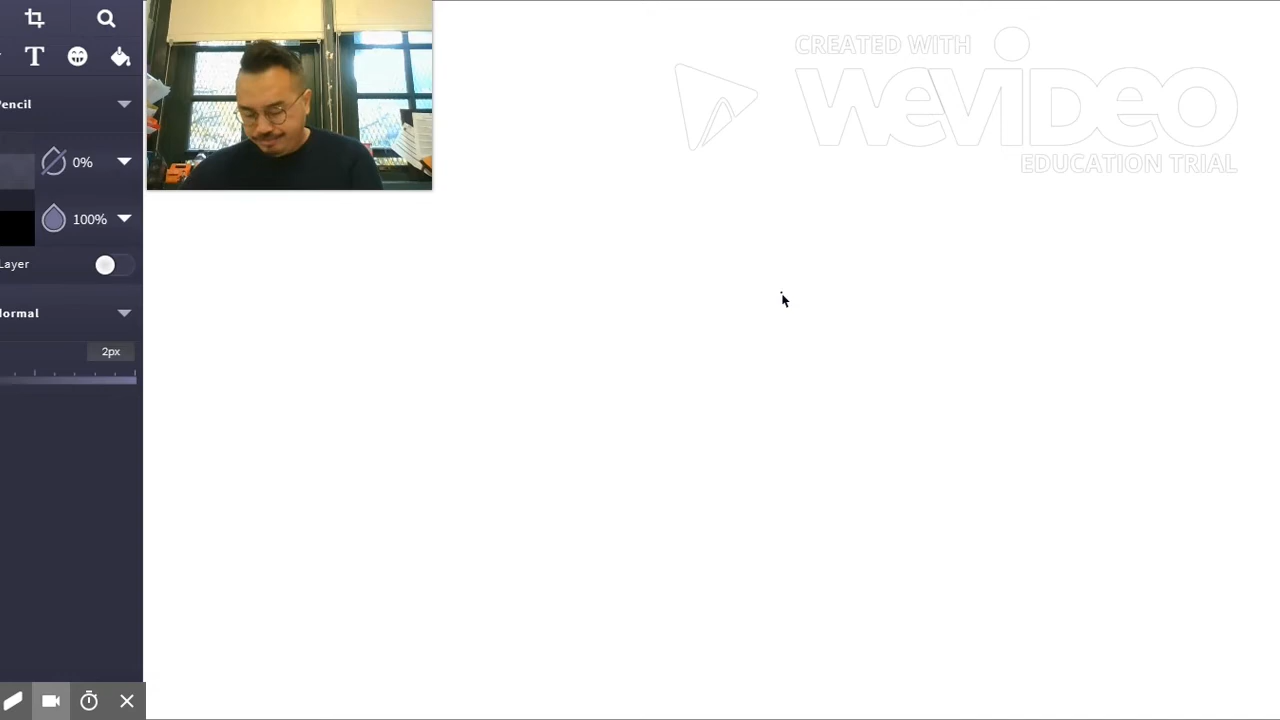 CREATED WITH
WEVIDEO
EDUCATION TRIAL
T
Pencil
0%
100%
Layer
Normal
2px